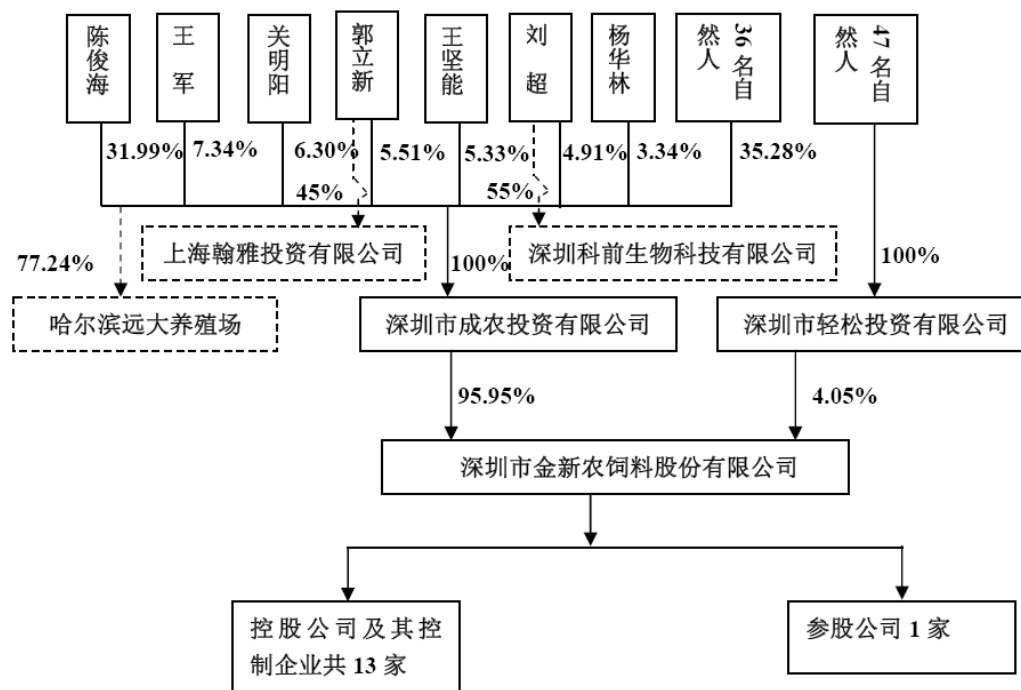 陈俊海
王军
关明阳
郭立新
王坚能
刘超
杨华林
36名自
然人
47名自
然人
31.99%
7.34%
6.30%
5.51%
5.33%
4.91%
3.34%
35.28%
45%
55%
上海翰雅投资有限公司
深圳科前生物科技有限公司
77.24%
100%
100%
哈尔滨远大养殖场
深圳市成农投资有限公司
深圳市轻松投资有限公司
95.95%
4.05%
深圳市金新农饲料股份有限公司
控股公司及其控
制企业共 13 家
参股公司 1 家